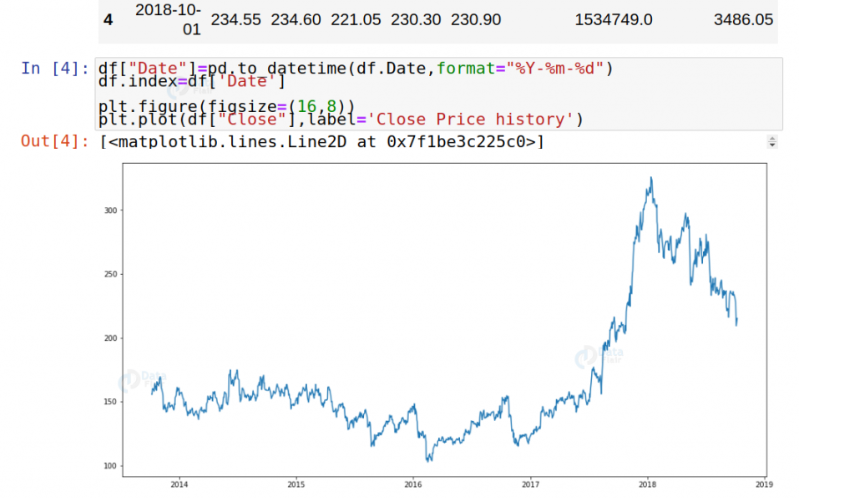 4 2018-10-01 234.55 234.60 221.05 230.30 230.90 1534749.0 3486.05
In [4]: df["Date"]=pd.to_datetime(df.Date,format="%Y-%m-%d")
df.index=df['Date']
plt.figure(figsize=(16,8))
plt.plot(df["Close"],label='Close Price history')
Out[4]: [<matplotlib.lines.Line2D at 0x7f1be3c225c0>]
300
250
200
150
100
2014 2015 2016 2017 2018 2019